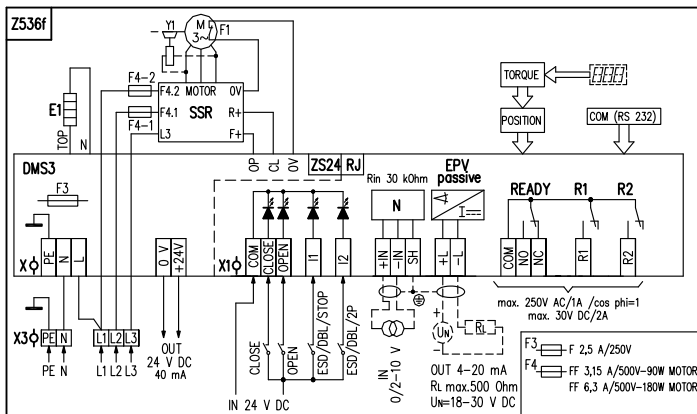 Z536f
Y1
M
3~
F1
F4-2
F4.2 MOTOR 0V
E1
F4.1 SSR R+
F4-1
L3 F+
TOP N
OP CL 0V
TORQUE
POSITION
COM (RS 232)
DMS3
ZS24 RJ
F3
Rin 30 kOhm
N
EPV
passive
READY R1 R2
X PE N L
0 V +24V
X1 COM CLOSE OPEN I1 I2
+IN -IN SH +L -L
COM NO NC R1 R2
max. 250V AC/1A /cos phi=1
max. 30V DC/2A
X3 PE N L1 L2 L3
PE N L1 L2 L3
OUT
24 V DC
40 mA
CLOSE
OPEN
ESD/DBL/STOP
ESD/DBL/2P
IN 24 V DC
IN
0/2-10 V
UN
RL
OUT 4-20 mA
RL max.500 Ohm
UN=18-30 V DC
F3 F 2,5 A/250V
F4 FF 3,15 A/500V-90W MOTOR
FF 6,3 A/500V-180W MOTOR